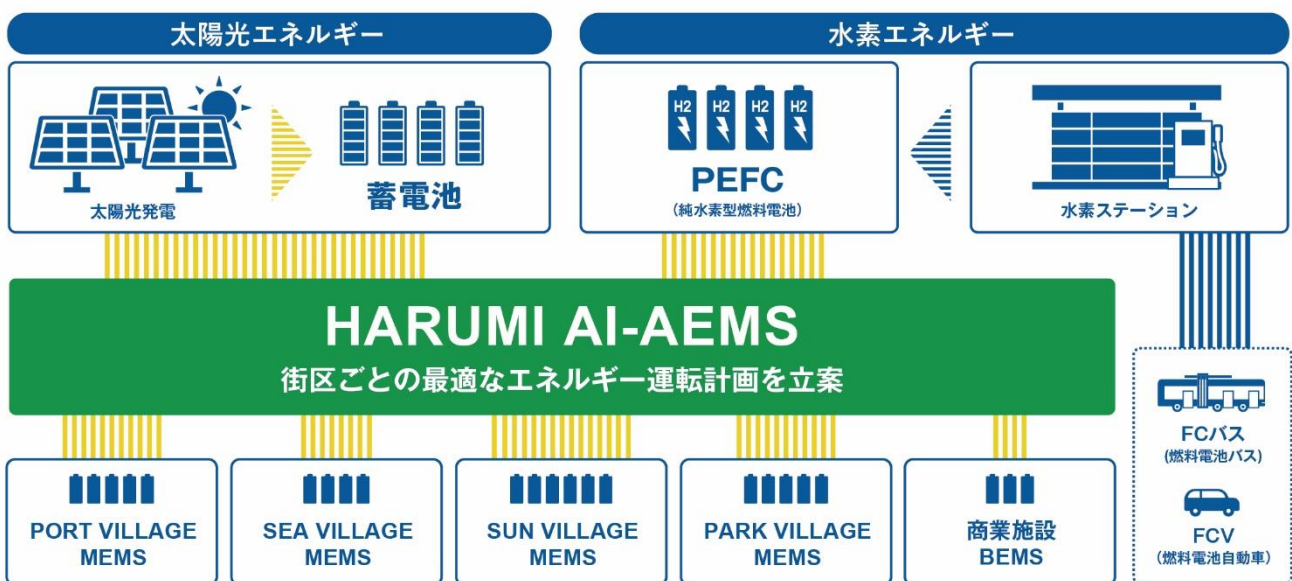 太陽光エネルギー
水素エネルギー
太陽光発電
蓄電池
H2 H2 H2 H2
PEFC
（純水素型燃料電池）
水素ステーション
HARUMI AI-AEMS
街区ごとの最適なエネルギー運転計画を立案
PORT VILLAGE
MEMS
SEA VILLAGE
MEMS
SUN VILLAGE
MEMS
PARK VILLAGE
MEMS
商業施設
BEMS
FCバス
(燃料電池バス)
FCV
（燃料電池自動車）